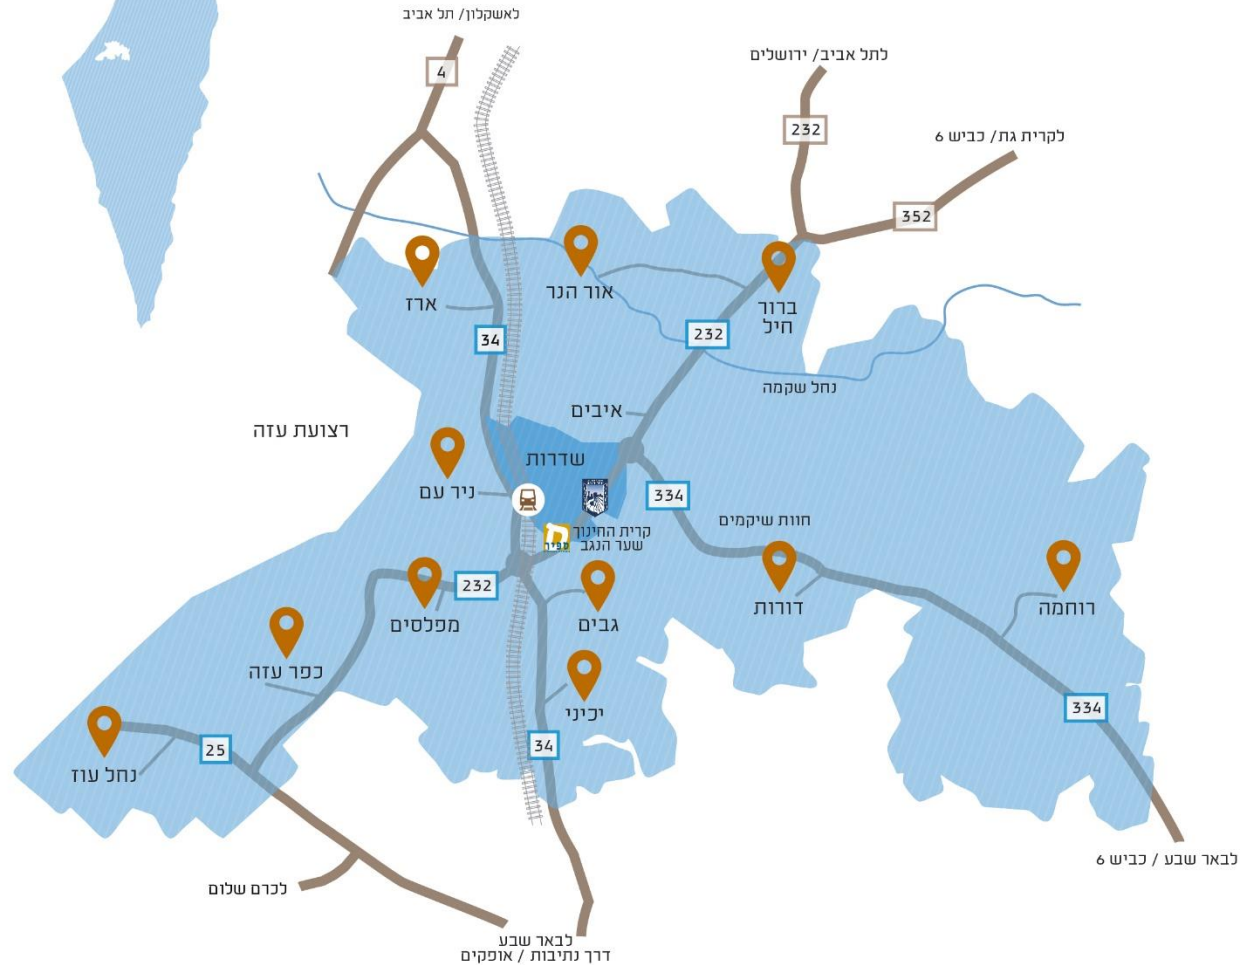 לאשקלון/ תל אביב
4
לתל אביב/ ירושלים
232
לקרית גת/ כביש 6
352
ארז
אור הנר
ברור
חיל
34
232
נחל שקמה
איבים
רצועת עזה
שדרות
ניר עם
334
חוות שיקמים
קרית החינוך
שער הנגב
ספיר
232
מפלסים
גבים
דורות
רוחמה
כפר עזה
יכיני
334
34
25
נחל עוז
לבאר שבע / כביש 6
לכרם שלום
לבאר שבע
דרך נתיבות / אופקים